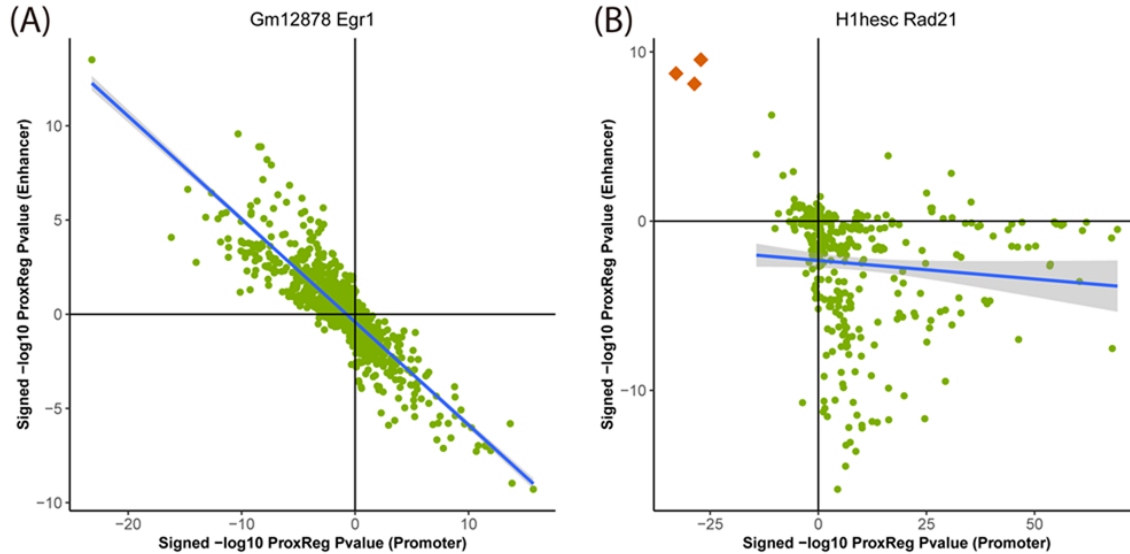 (A)
Gm12878 Egr1
Signed −log10 ProxReg Pvalue (Enhancer)
10
5
0
−5
−10
−20
−10
0
10
Signed −log10 ProxReg Pvalue (Promoter)
(B)
H1hesc Rad21
Signed −log10 ProxReg Pvalue (Enhancer)
10
0
−10
−25
0
25
50
Signed −log10 ProxReg Pvalue (Promoter)